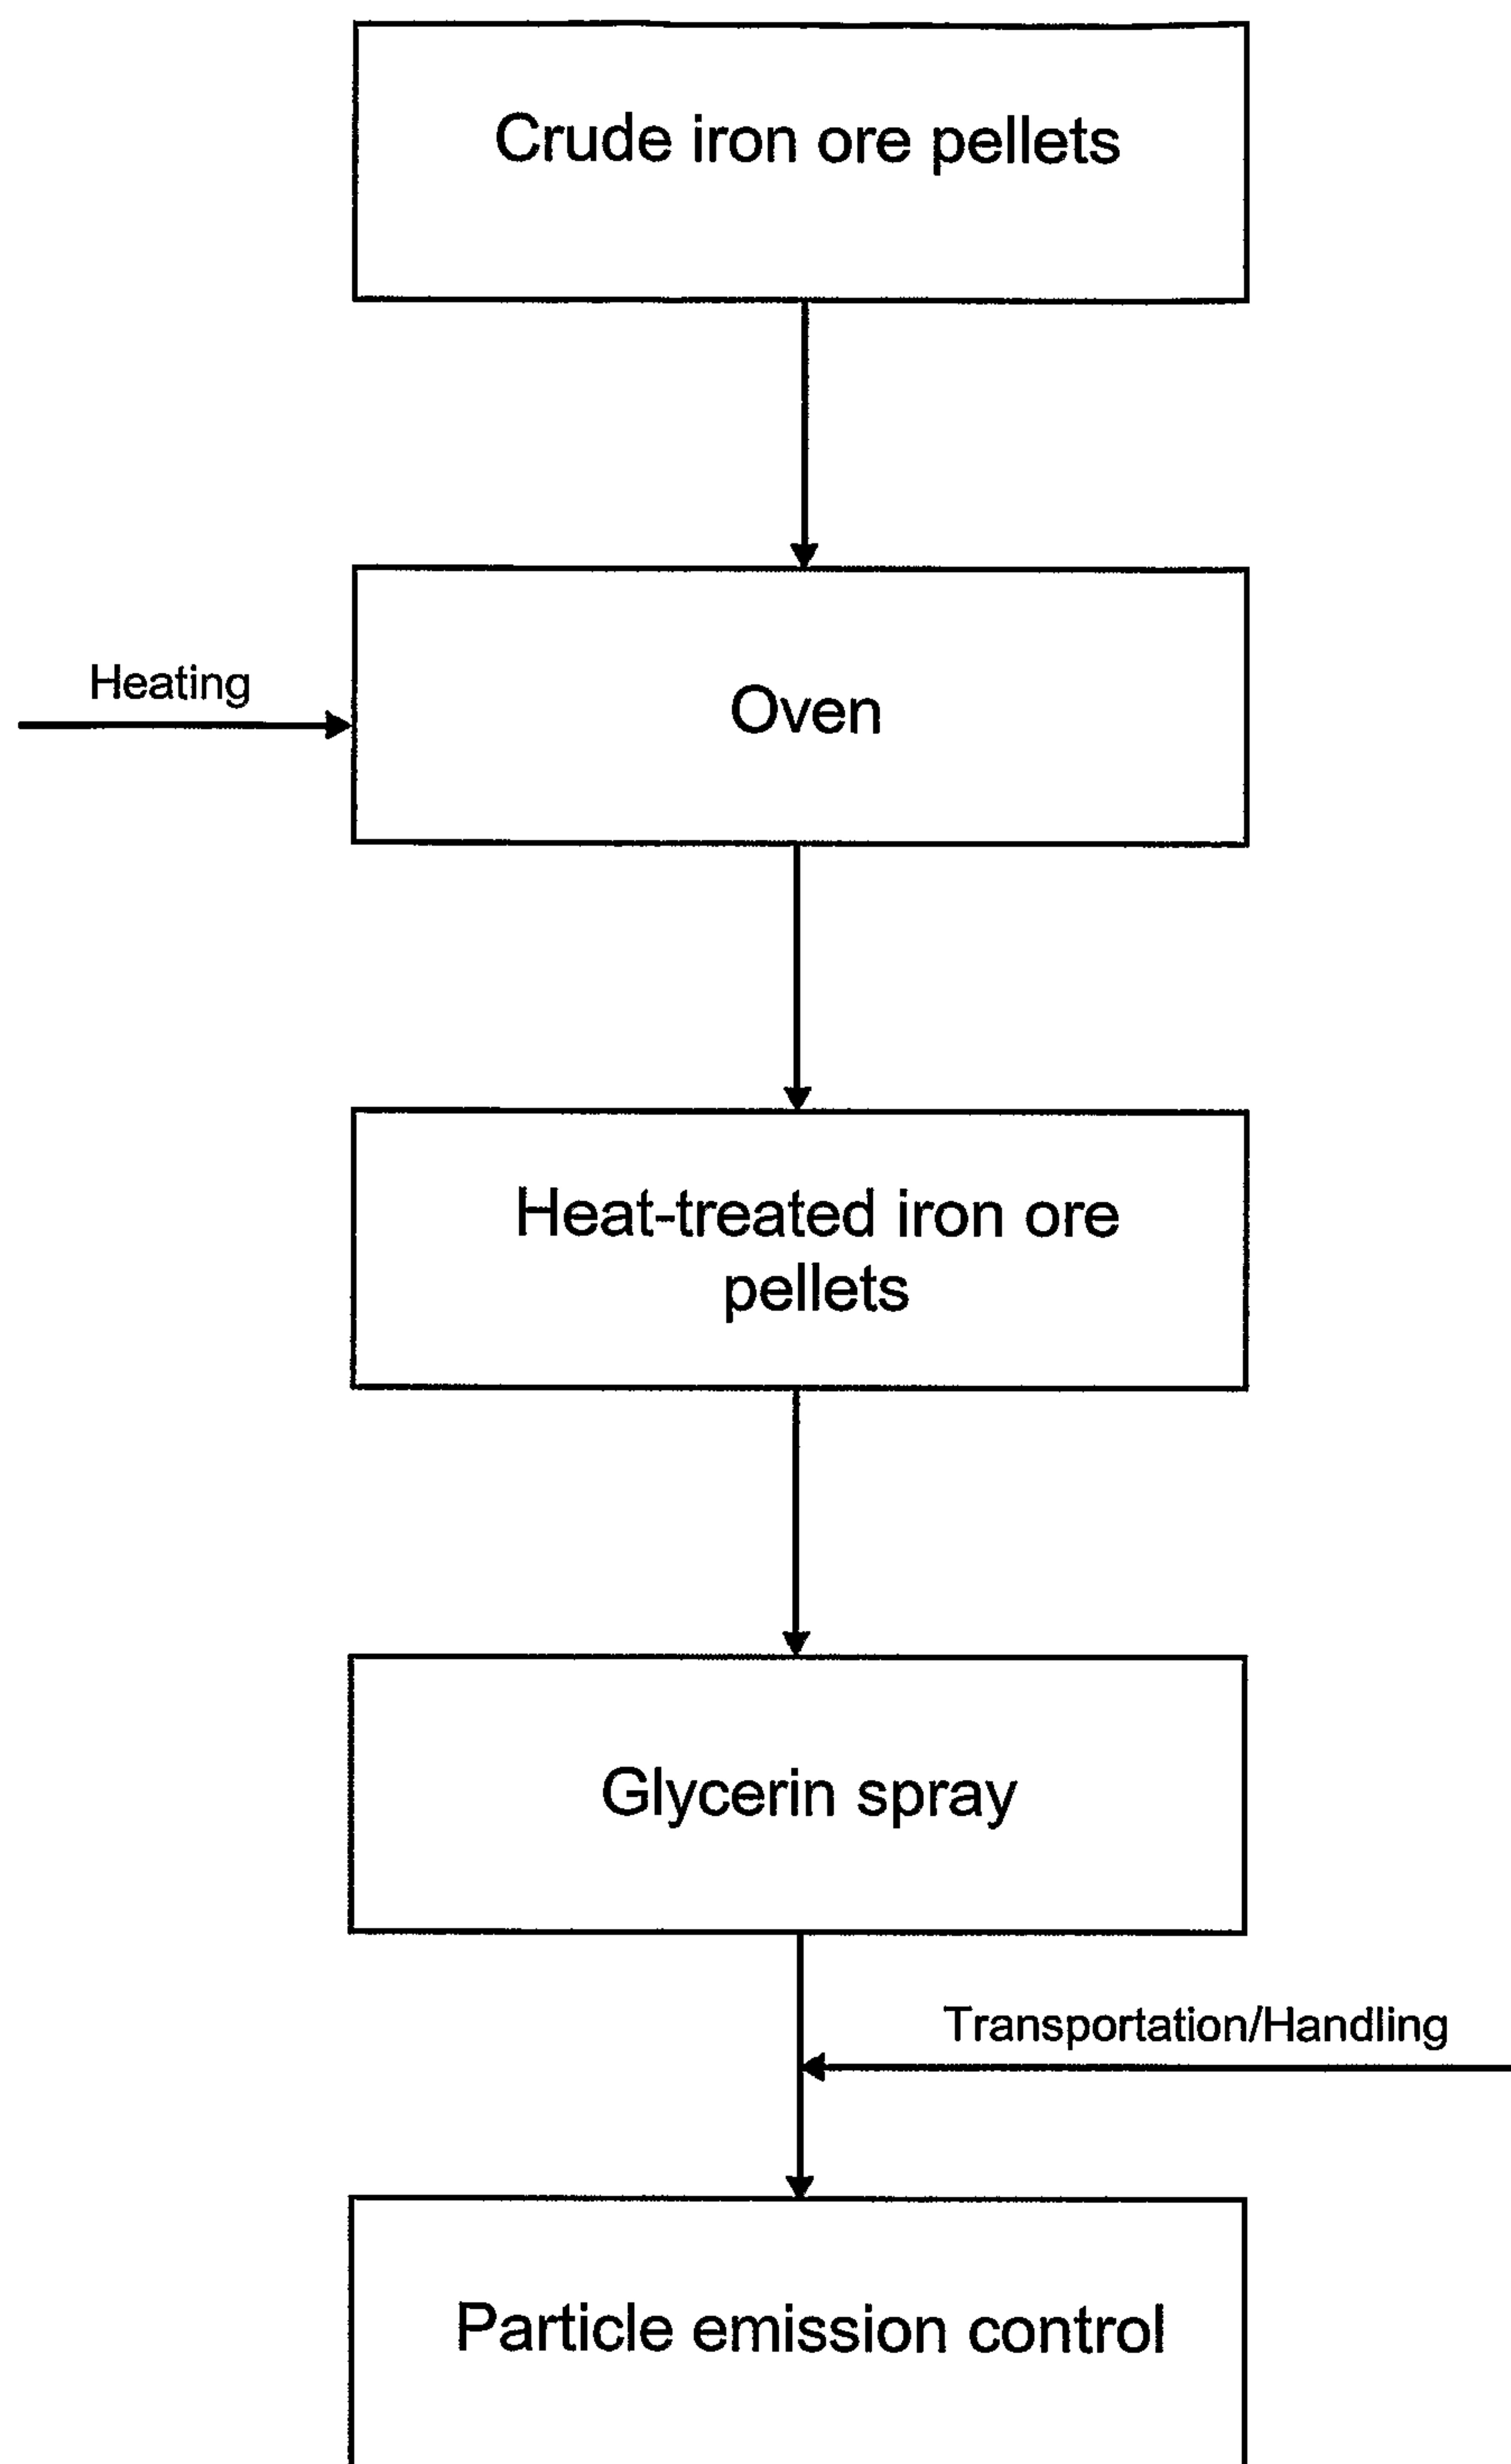 Crude iron ore pellets
Heating
Oven
Heat-treated iron ore
pellets
Glycerin spray
Transportation/Handling
Particle emission control